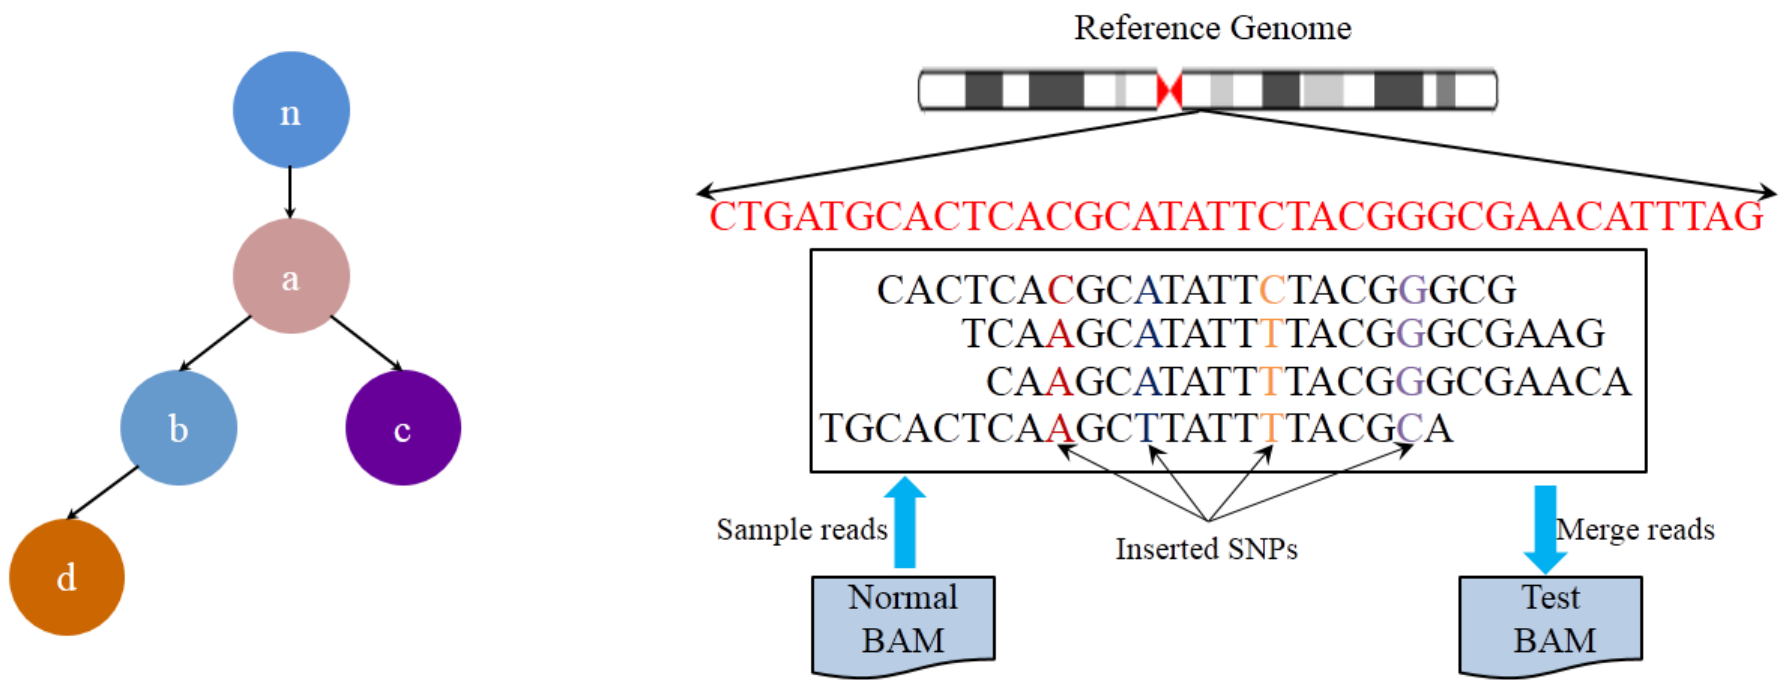 n
a
b
c
d
Reference Genome
CTGATGCACTCACGCATATTCTACGGGCGAACATTTAG
CACTCACGCATATTCTACGGGCG
TCAAGCATATTTTACGGGCGAAG
CAAGCATATTTTACGGGCGAACA
TGCACTCAAGCTTATTTTACGCA
Sample reads
Inserted SNPs
Merge reads
Normal
BAM
Test
BAM